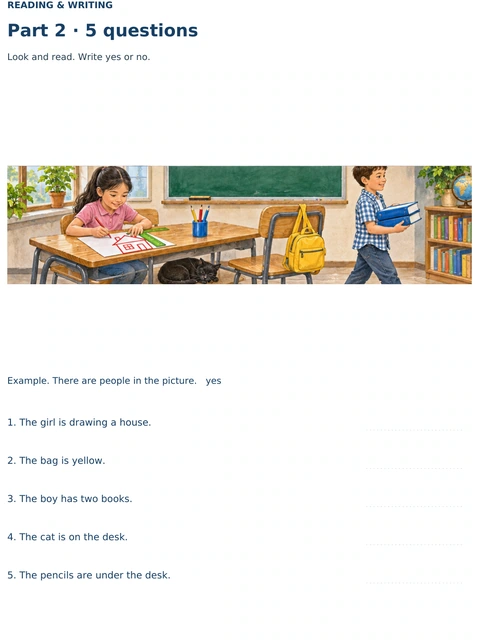 READING & WRITING
Part 2 · 5 questions
Look and read. Write yes or no.
Example. There are people in the picture. yes
1. The girl is drawing a house.
2. The bag is yellow.
3. The boy has two books.
4. The cat is on the desk.
5. The pencils are under the desk.